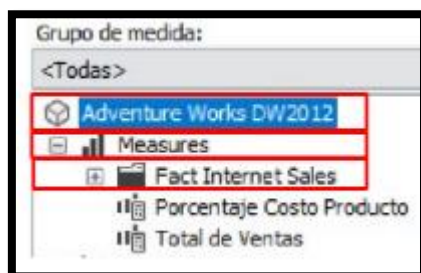 Grupo de medida:
<Todas>
Adventure Works DW2012
Measures
Fact Internet Sales
Porcentaje Costo Producto
Total de Ventas